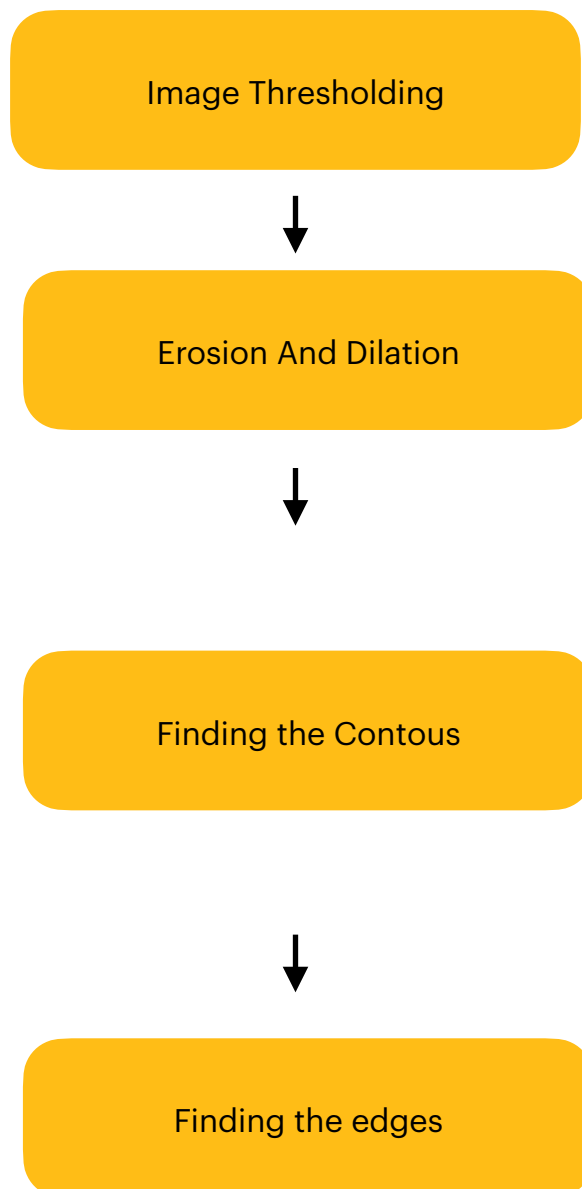 Image Thresholding
Erosion And Dilation
Finding the Contous
Finding the edges